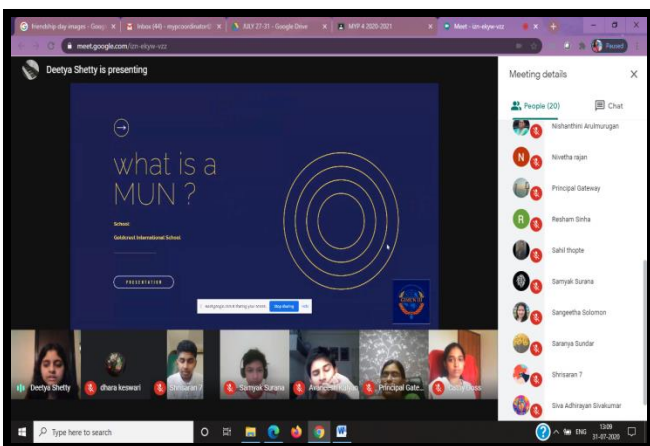 friendship day images - Goog
Inbox (44) - mypcoordinator@
JULY 27-31 - Google Drive
MYP 4 2020-2021
Meet - izn-ekyw-vzz
meet.google.com/izn-ekyw-vzz
Paused
Deetya Shetty is presenting
what is a
MUN ?
School
Goldcrest International School
PRESENTATION
Stop sharing
Hide
Meeting details
People (20)
Chat
Nishanthini Arulmurugan
N
Nivetha rajan
Principal Gateway
R
Resham Sinha
Sahil thopte
Samyak Surana
Sangeetha Solomon
Saranya Sundar
Shrisaran 7
Siva Adhirayan Sivakumar
Deetya Shetty
dhara keswari
Shrisaran 7
Samyak Surana
Principal Gate...
Type here to search
ENG
13:09
31-07-2020